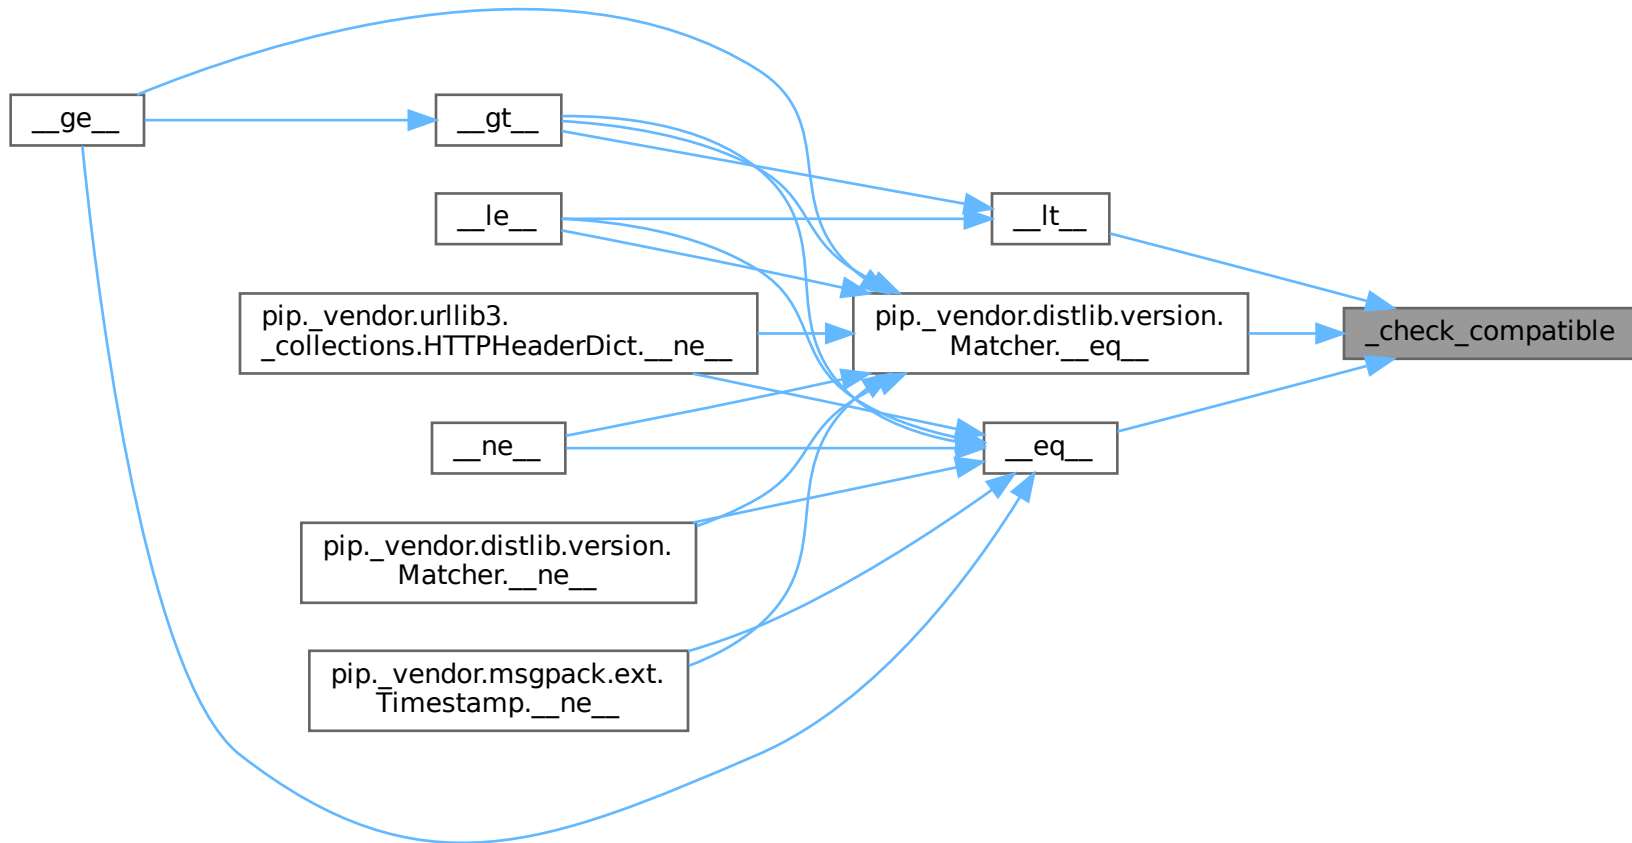 __ge__
__gt__
__le__
__lt__
pip._vendor.urllib3.
_collections.HTTPHeaderDict.__ne__
pip._vendor.distlib.version.
Matcher.__eq__
_check_compatible
__ne__
__eq__
pip._vendor.distlib.version.
Matcher.__ne__
pip._vendor.msgpack.ext.
Timestamp.__ne__